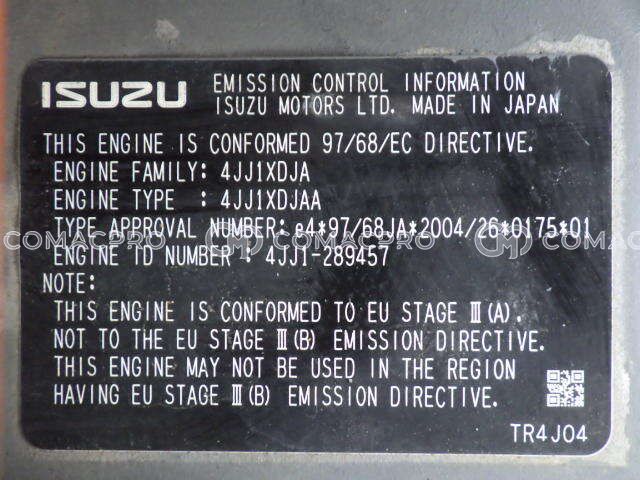 ISUZU EMISSION CONTROL INFORMATION
ISUZU MOTORS LTD. MADE IN JAPAN
THIS ENGINE IS CONFORMED 97/68/EC DIRECTIVE.
ENGINE FAMILY: 4JJ1XDJA
ENGINE TYPE : 4JJ1XDJAA
TYPE APPROVAL NUMBER: e4*97/68JA*2004/26*0175*01
COMACPRO COMACPRO COMACPRO
ENGINE ID NUMBER : 4JJ1-289457
NOTE:
THIS ENGINE IS CONFORMED TO EU STAGE Ⅲ(A).
NOT TO THE EU STAGE Ⅲ(B) EMISSION DIRECTIVE.
THIS ENGINE MAY NOT BE USED IN THE REGION
HAVING EU STAGE Ⅲ(B) EMISSION DIRECTIVE.
TR4J04